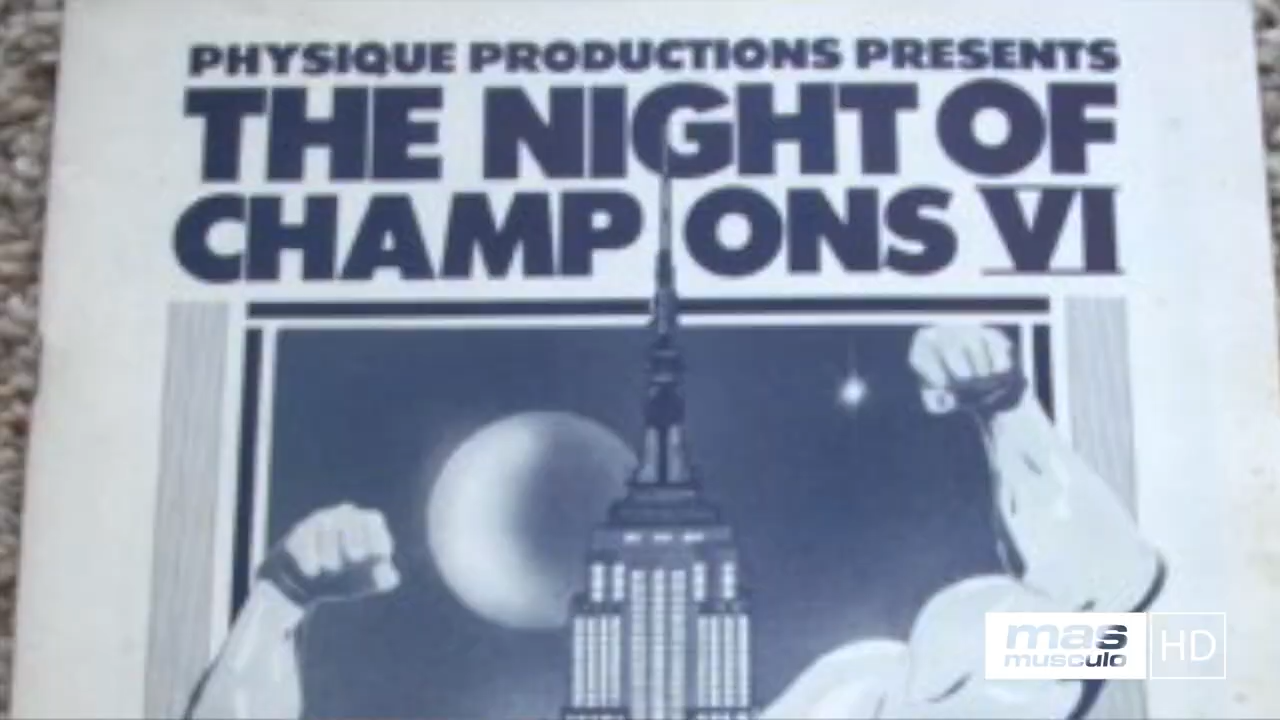 PHYSIQUE PRODUCTIONS PRESENTS
THE NIGHT OF
CHAMPIONS VI
mas
musculo
HD